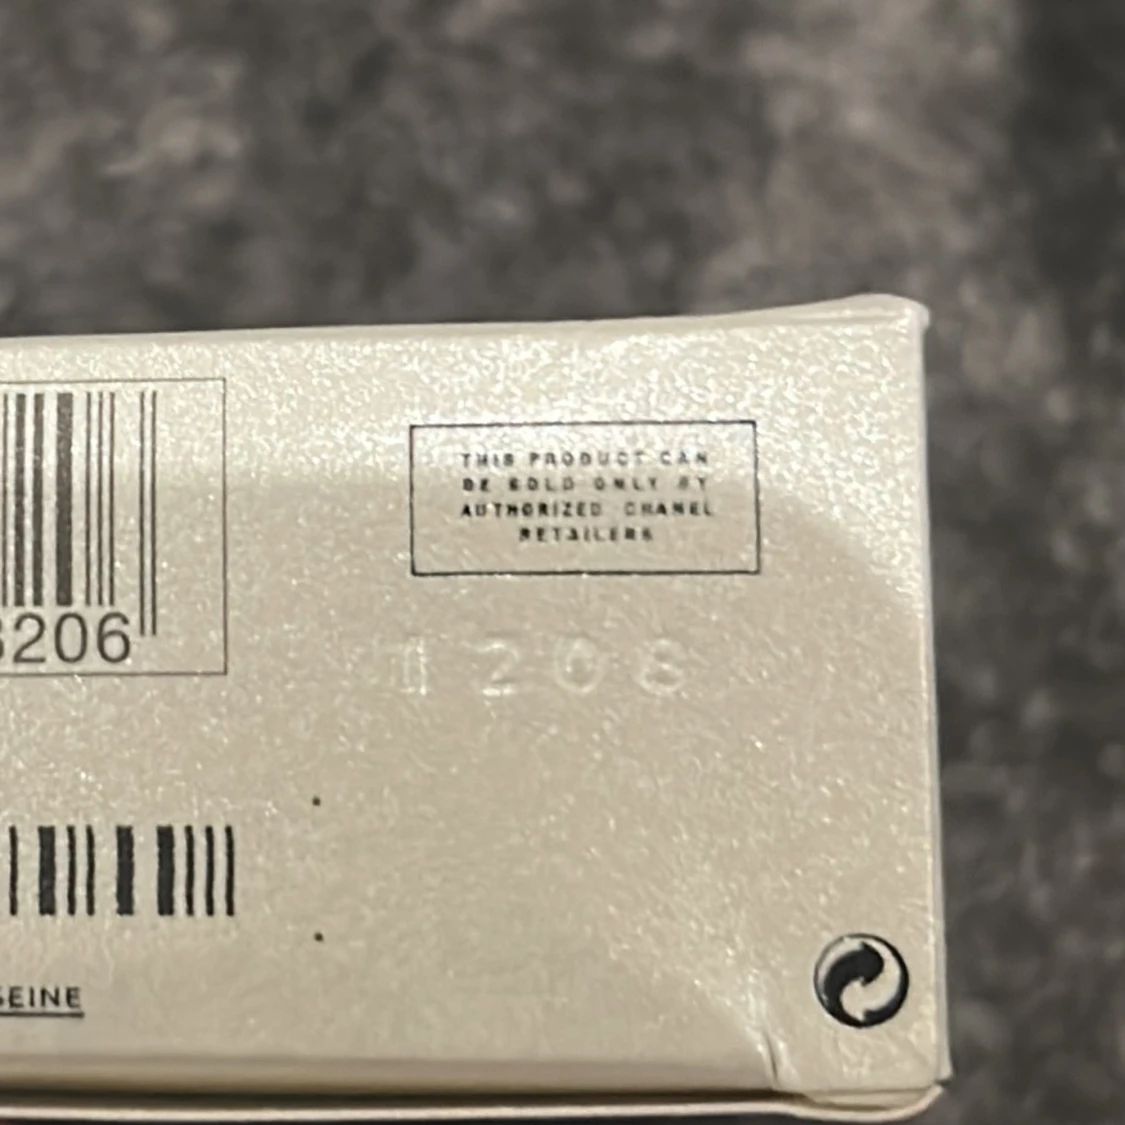 THIS PRODUCT CAN
BE SOLD ONLY BY
AUTHORIZED CHANEL
RETAILERS
3206
1208
SEINE